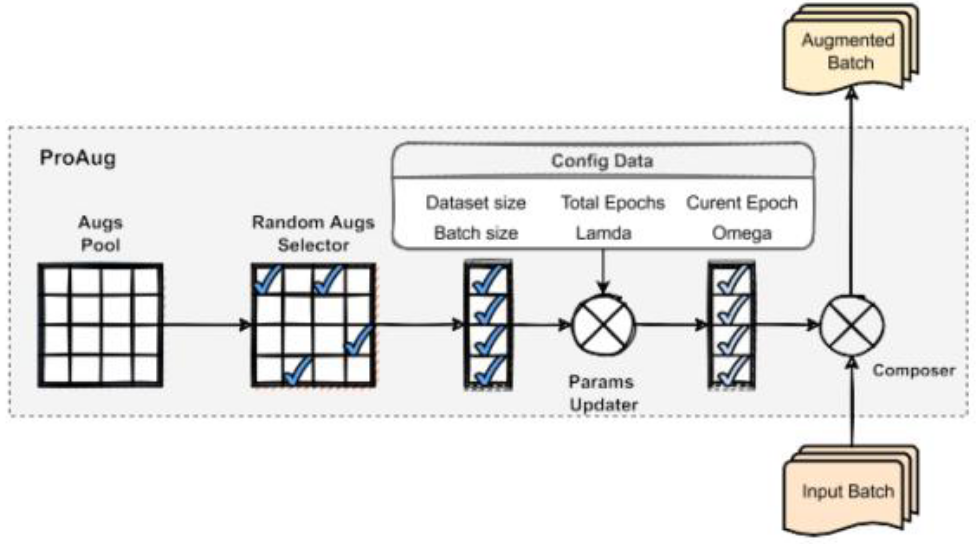 Augmented
Batch
ProAug
Config Data
Dataset size Total Epochs Curent Epoch
Batch size Lamda Omega
Augs
Pool
Random Augs
Selector
Params
Updater
Composer
Input Batch